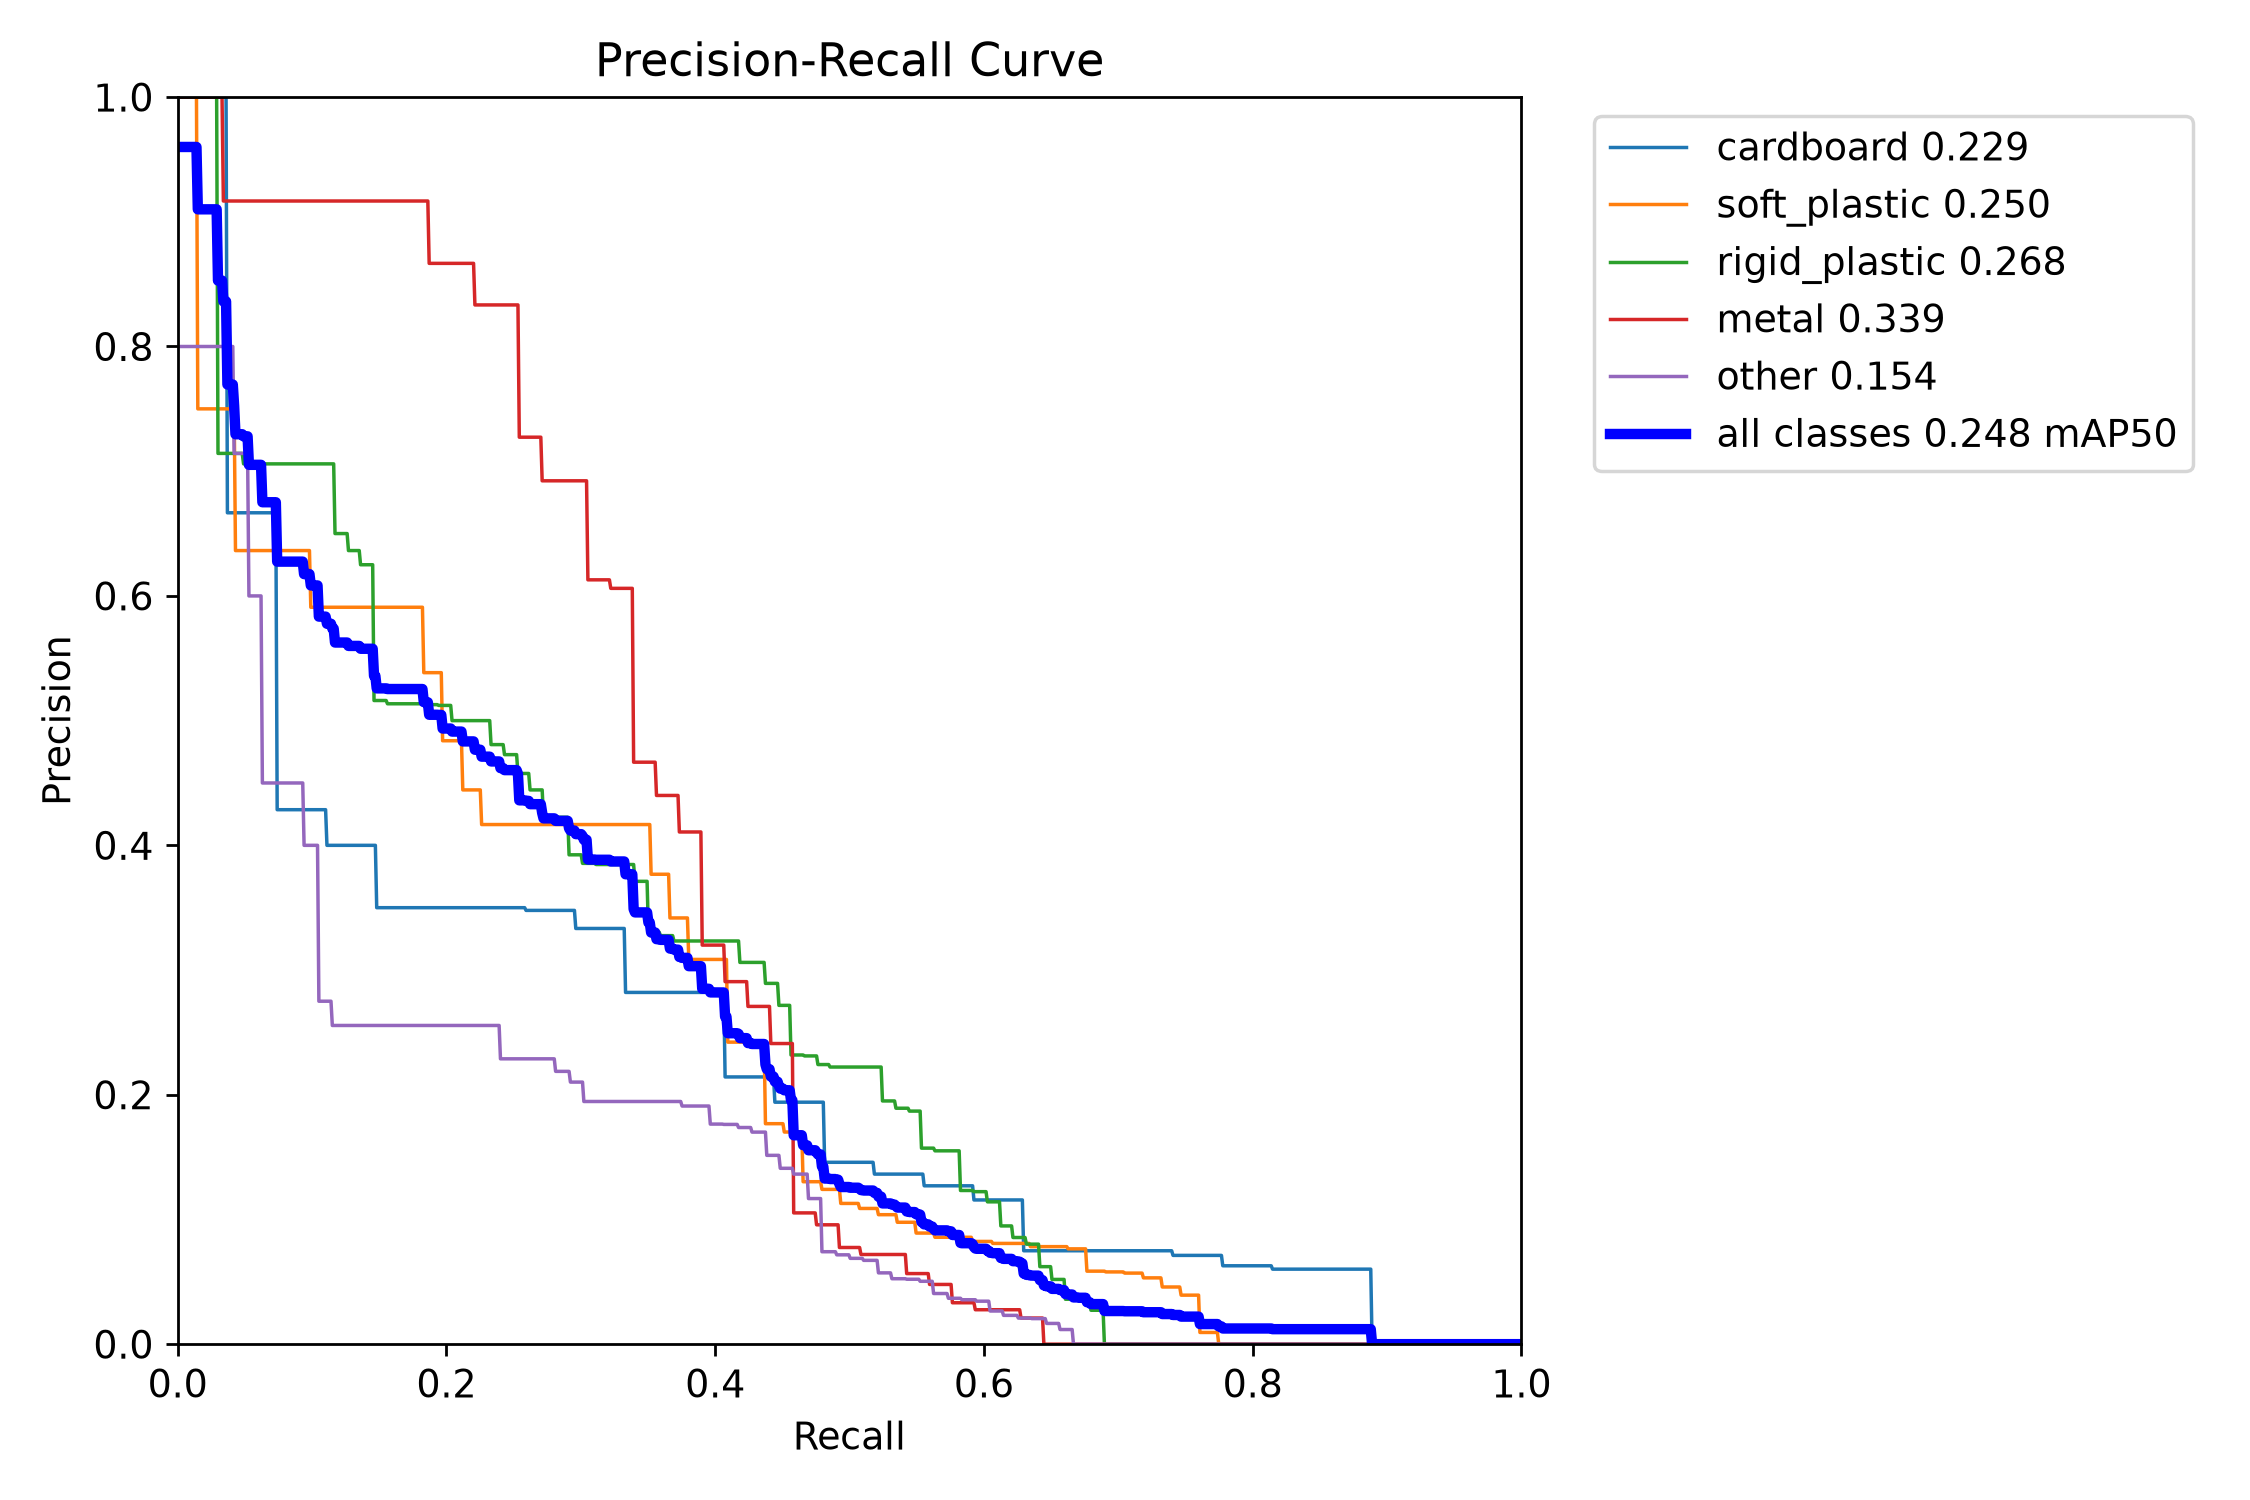 Precision-Recall Curve
1.0
0.8
0.6
0.4
0.2
0.0
Precision
0.0 0.2 0.4 0.6 0.8 1.0
Recall
cardboard 0.229
soft_plastic 0.250
rigid_plastic 0.268
metal 0.339
other 0.154
all classes 0.248 mAP50